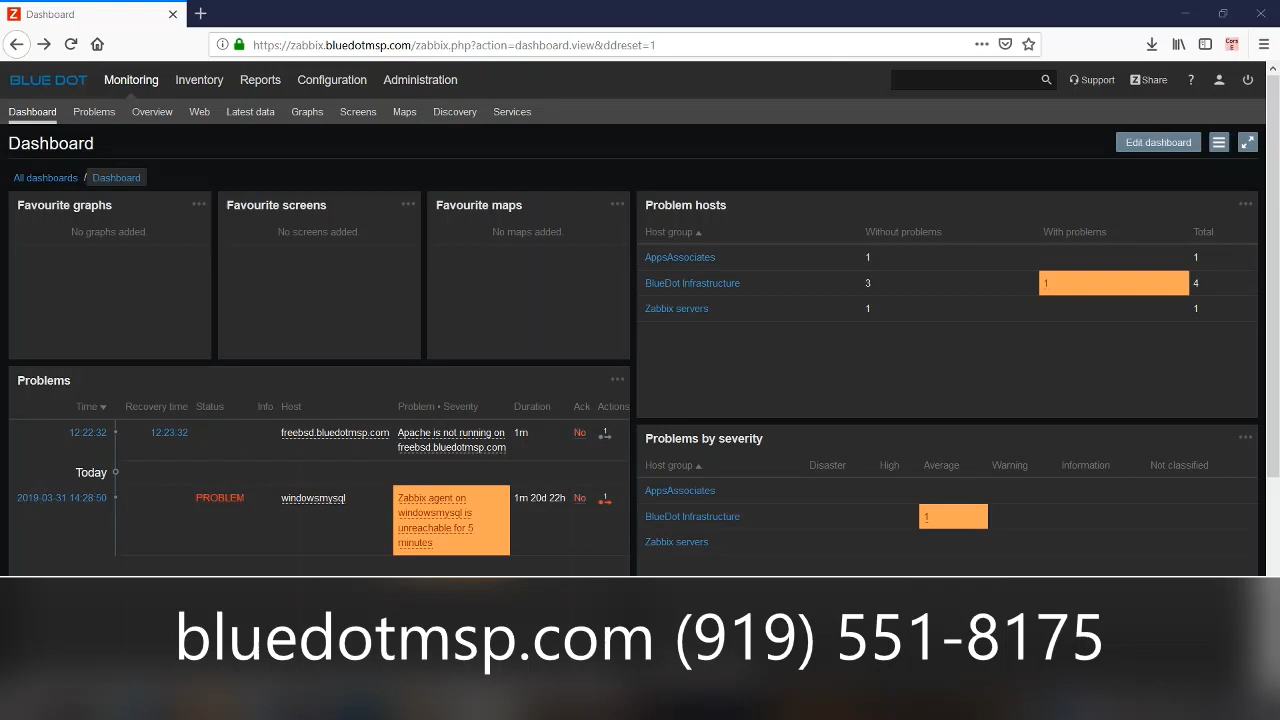 Dashboard
https://zabbix.bluedotmsp.com/zabbix.php?action=dashboard.view&ddreset=1
BLUE DOT Monitoring Inventory Reports Configuration Administration Support Z Share ?
Dashboard Problems Overview Web Latest data Graphs Screens Maps Discovery Services
Dashboard Edit dashboard
All dashboards / Dashboard
Favourite graphs Favourite screens Favourite maps
No graphs added. No screens added. No maps added.
Problem hosts
Host group Without problems With problems Total
AppsAssociates 1 1
BlueDot Infrastructure 3 1 4
Zabbix servers 1 1
Problems
Time Recovery time Status Info Host Problem • Severity Duration Ack Actions
12:22:32 12:23:32 freebsd.bluedotmsp.com Apache is not running on 1m No 1
freebsd.bluedotmsp.com
Today
2019-03-31 14:28:50 PROBLEM windowsmysql Zabbix agent on 1m 20d 22h No 1
windowsmysql is
unreachable for 5
minutes
Problems by severity
Host group Disaster High Average Warning Information Not classified
AppsAssociates
BlueDot Infrastructure 1
Zabbix servers
bluedotmsp.com (919) 551-8175